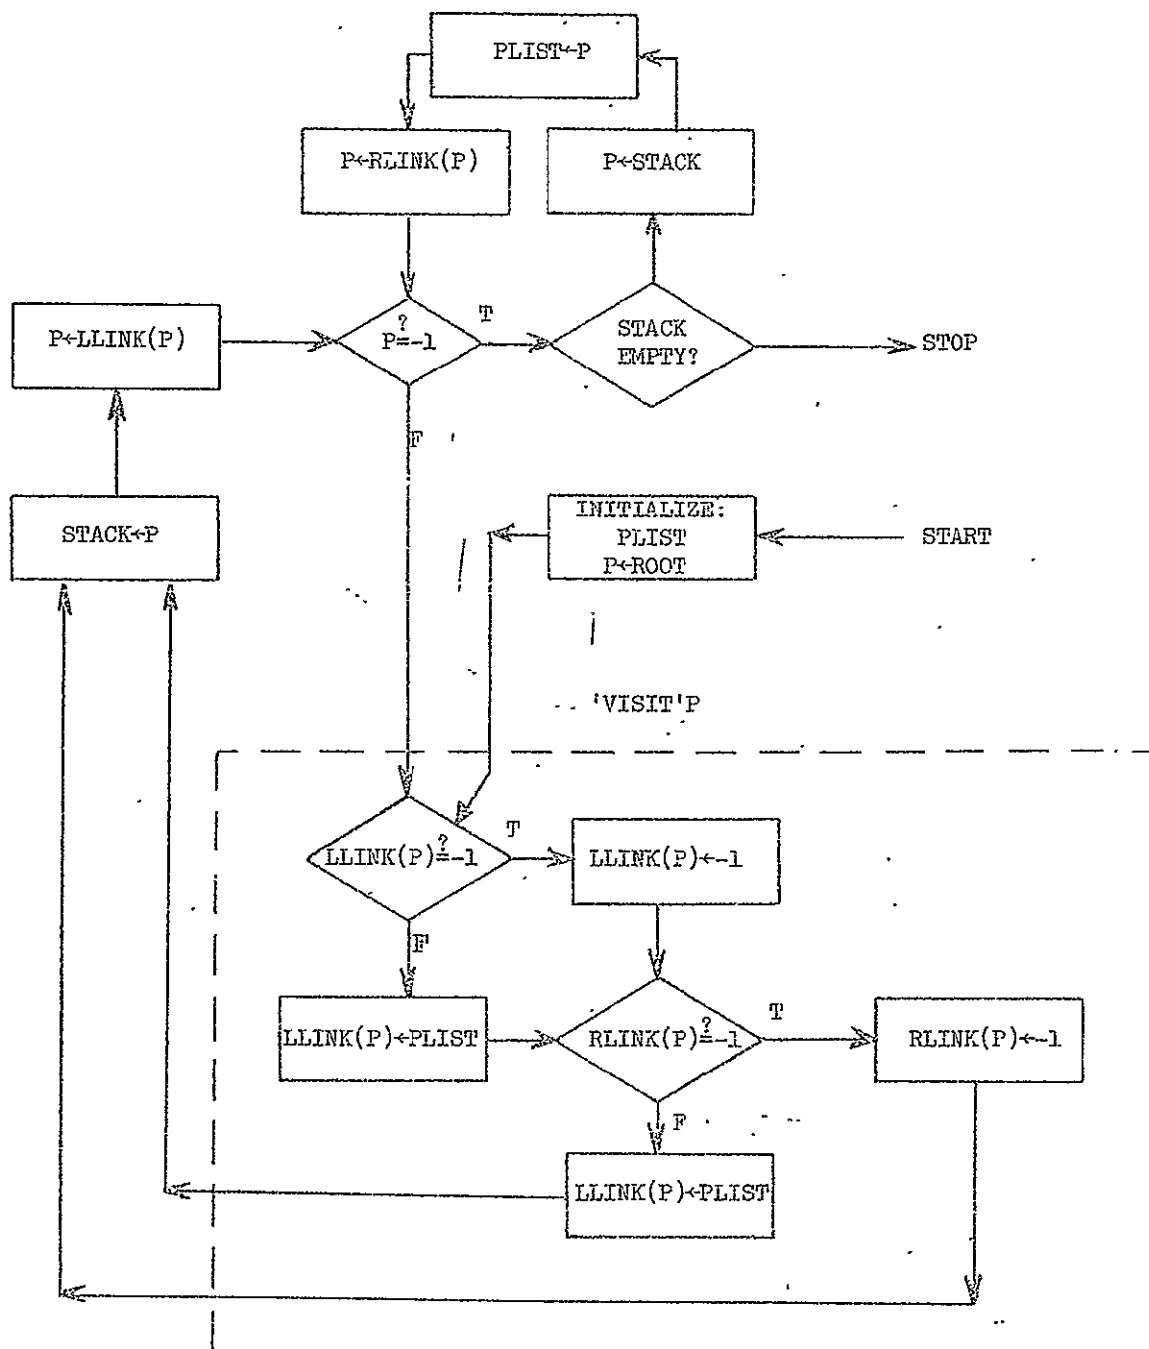 PLIST←P
P←RLINK(P)
P←STACK
P←LLINK(P)
?
P=-1
T
STACK
EMPTY?
STOP
F
STACK←P
INITIALIZE:
PLIST
P←ROOT
START
'VISIT'P
?
LLINK(P)=-1
T
LLINK(P)←-1
F
LLINK(P)←PLIST
?
RLINK(P)=-1
T
RLINK(P)←-1
F
LLINK(P)←PLIST